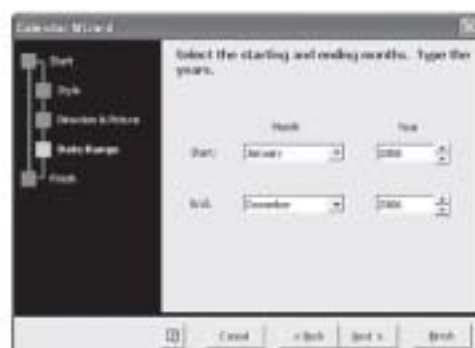 Calendar Wizard
Start
Style
Direction & Picture
Date Range
Finish
Select the starting and ending months. Type the
years.
Month Year
Start: January
End: December
Cancel < Back Next > Finish